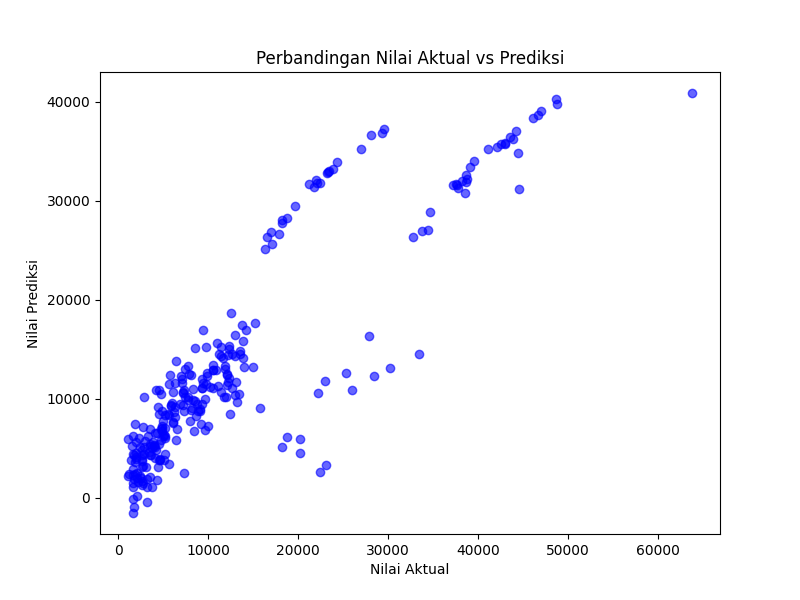 Perbandingan Nilai Aktual vs Prediksi
40000
30000
20000
10000
0
Nilai Prediksi
0 10000 20000 30000 40000 50000 60000
Nilai Aktual